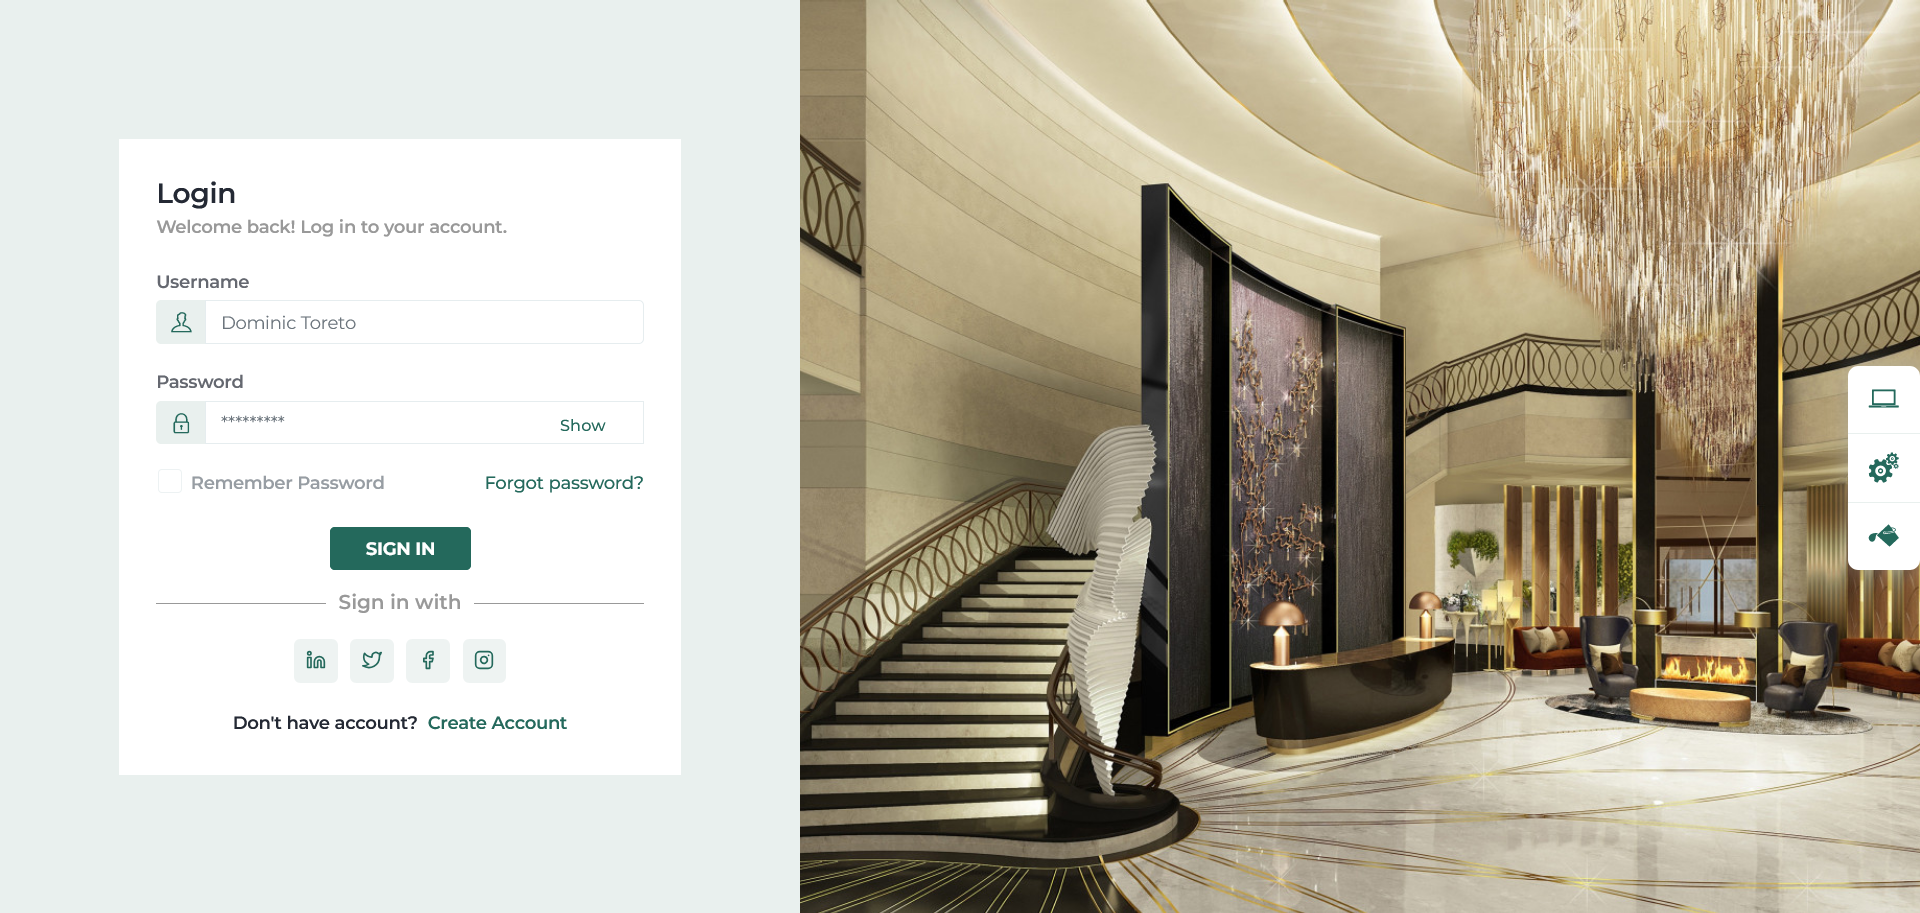 Login
Welcome back! Log in to your account.
Username
Dominic Toreto
Password
*********
Show
Remember Password
Forgot password?
SIGN IN
Sign in with
Don't have account? Create Account